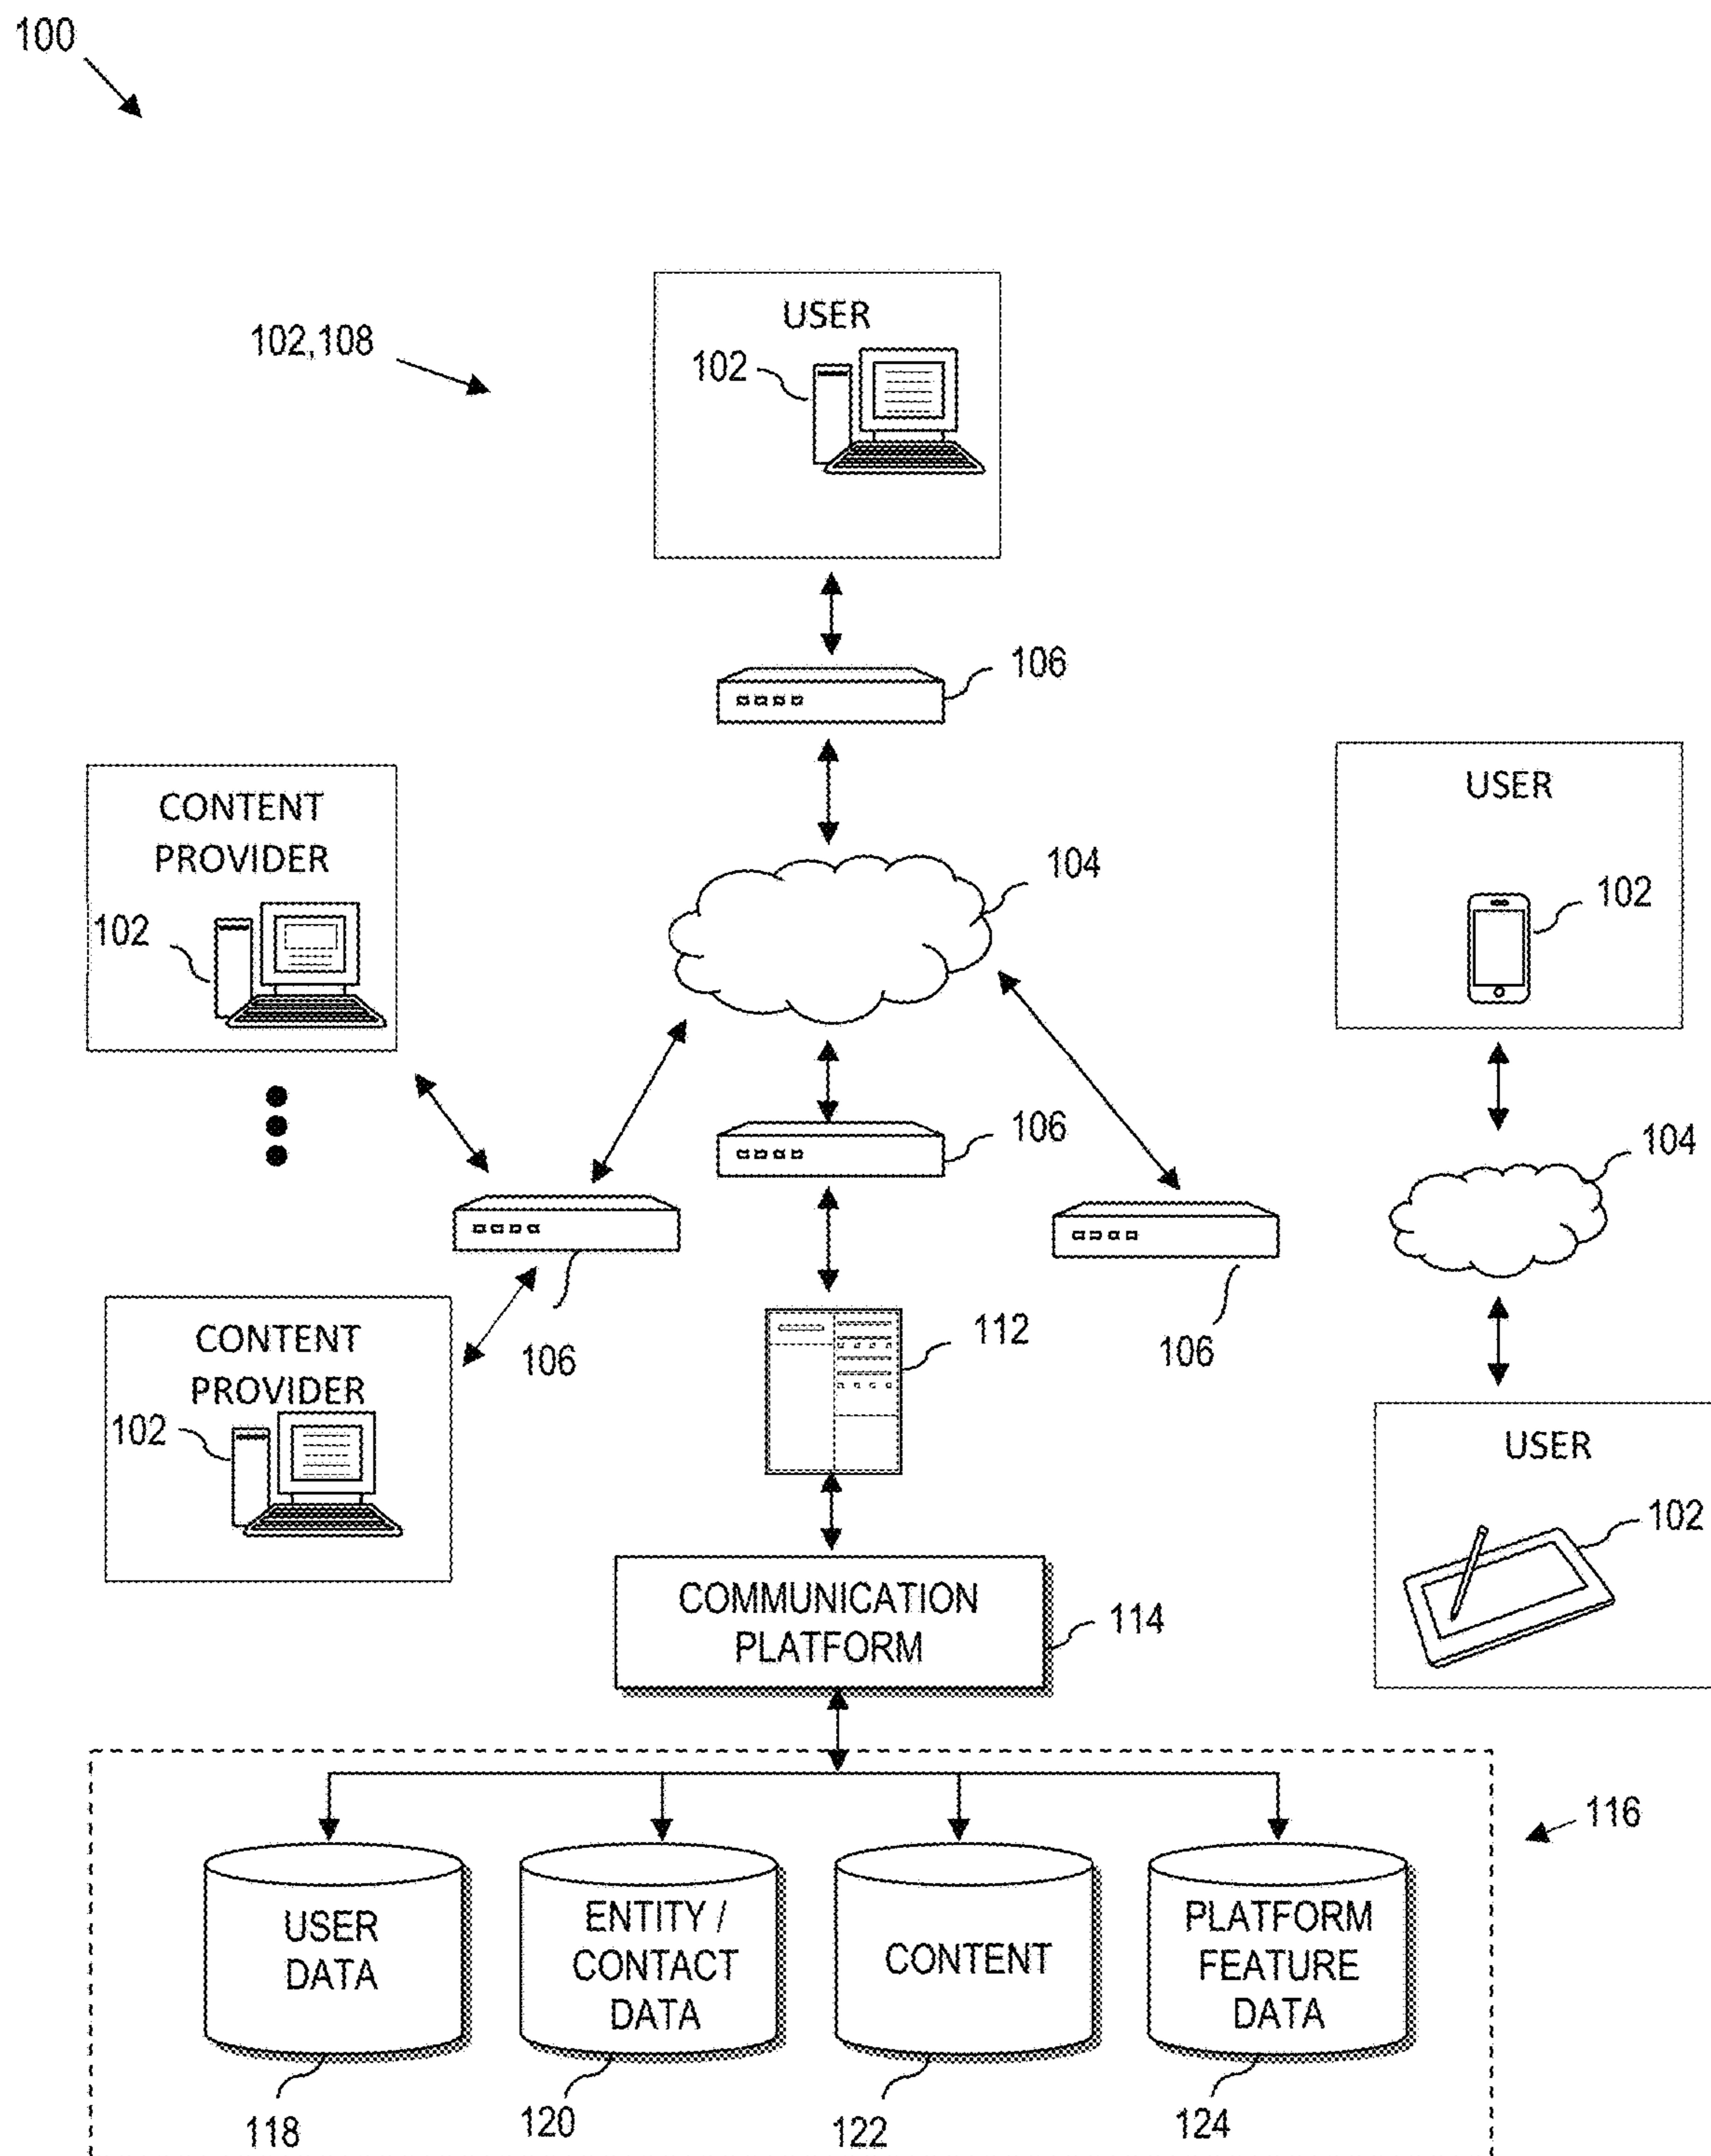 100
USER
102,108
102
106
CONTENT
PROVIDER
102
104
USER
102
106
104
106
106
CONTENT
PROVIDER
102
112
USER
102
COMMUNICATION
PLATFORM
114
116
USER
DATA
ENTITY /
CONTACT
DATA
CONTENT
PLATFORM
FEATURE
DATA
118
120
122
124